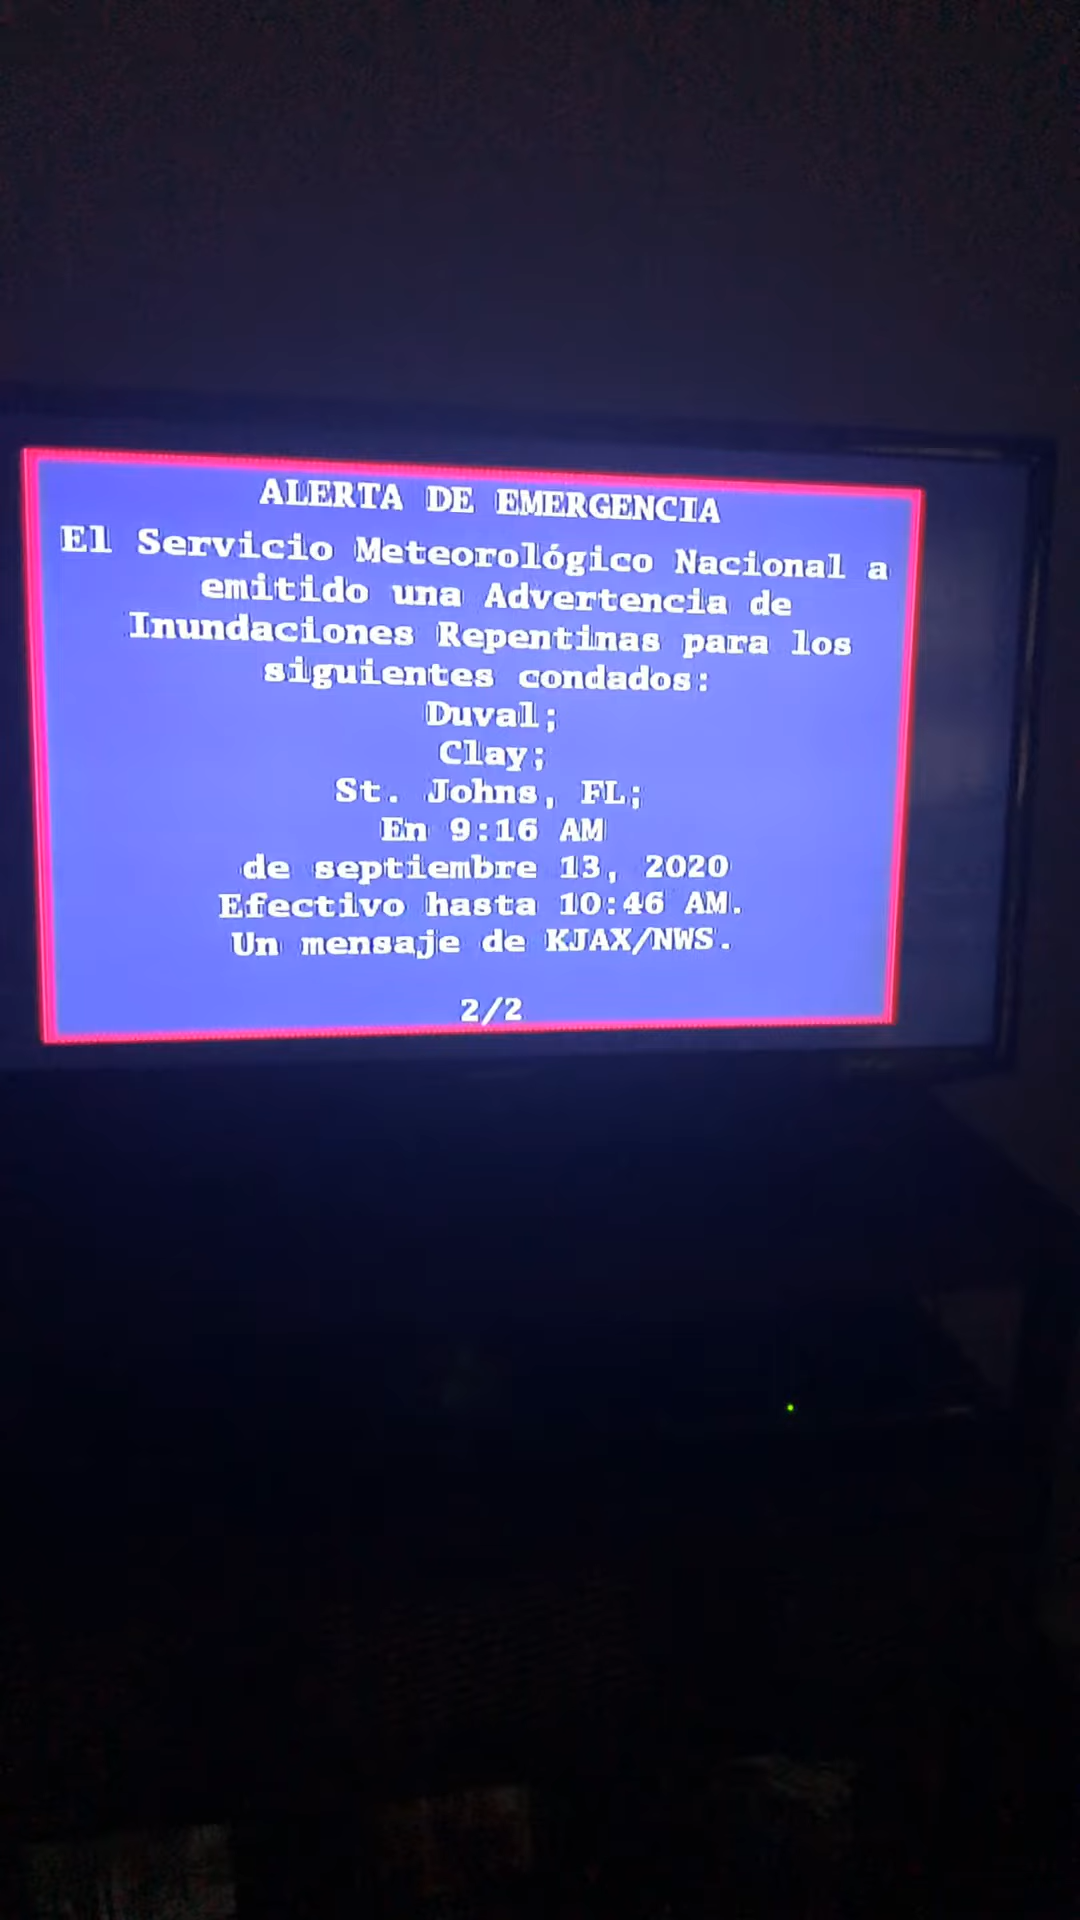 ALERTA DE EMERGENCIA
El Servicio Meteorológico Nacional a
emitido una Advertencia de
Inundaciones Repentinas para los
siguientes condados:
Duval;
Clay;
St. Johns, FL;
En 9:16 AM
de septiembre 13, 2020
Efectivo hasta 10:46 AM.
Un mensaje de KJAX/NWS.
2/2